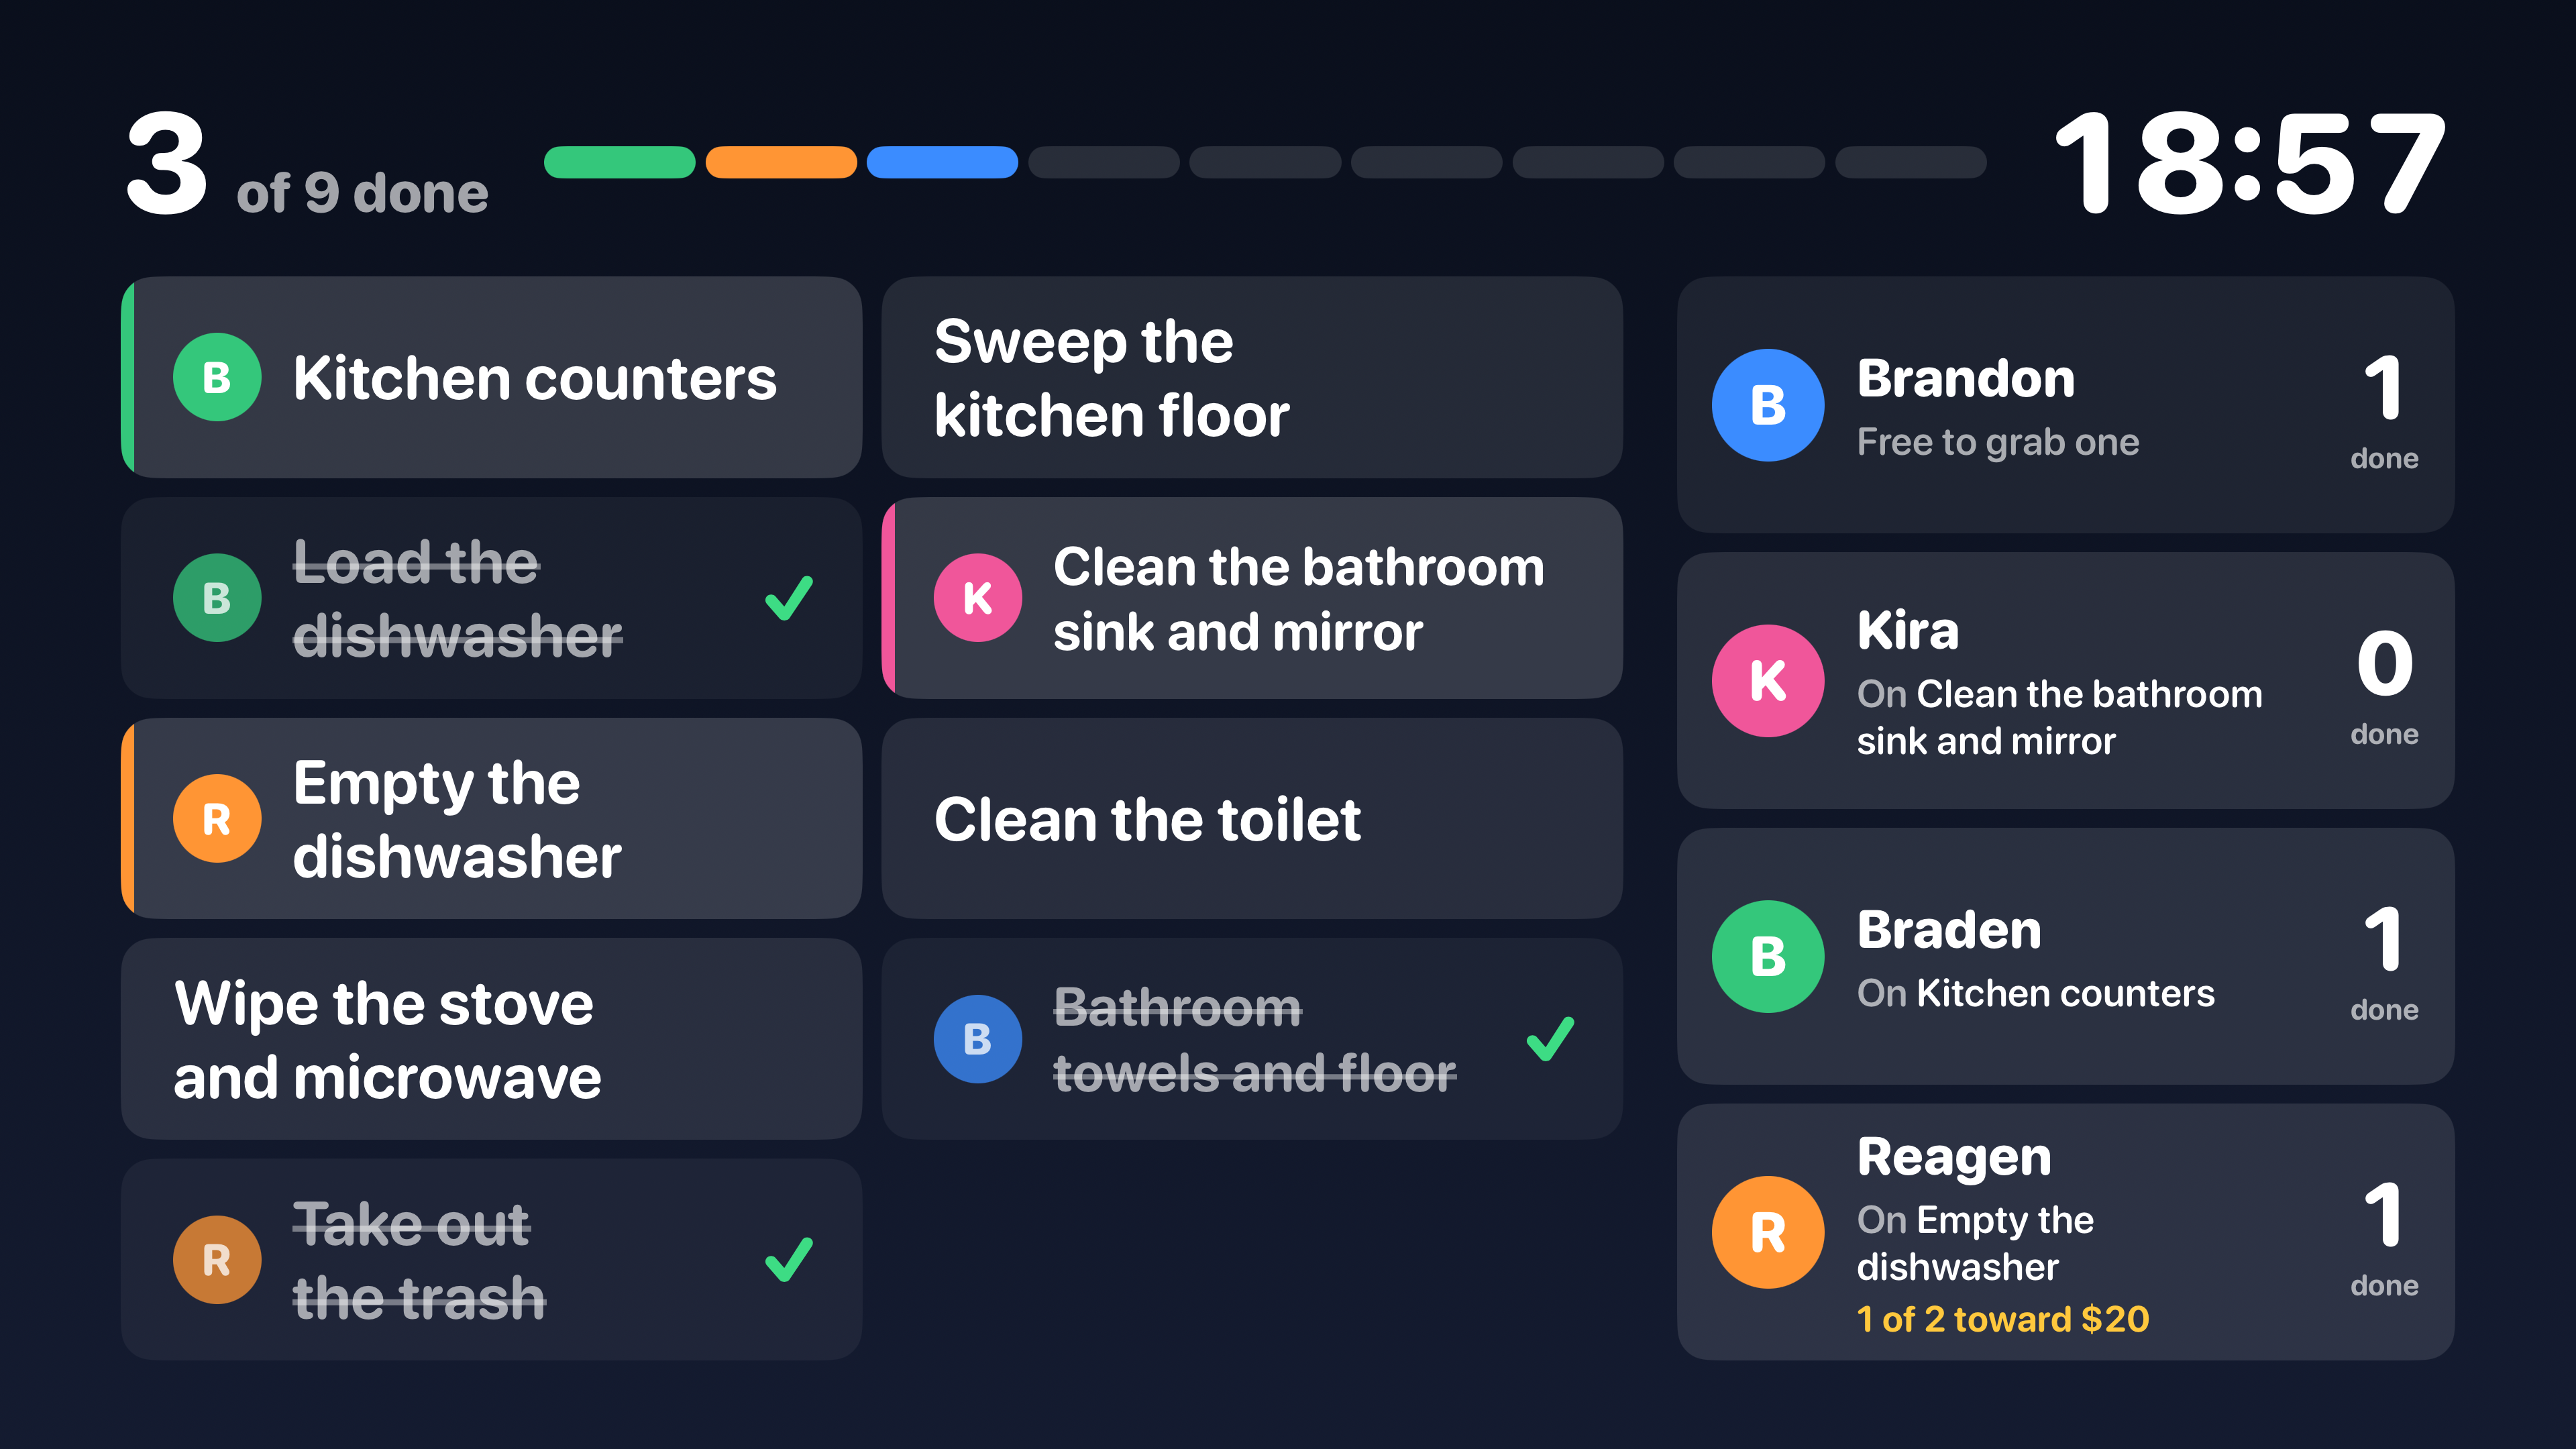 3 of 9 done
18:57
B
Kitchen counters
B
Load the
dishwasher
R
Empty the
dishwasher
Wipe the stove
and microwave
R
Take out
the trash
Sweep the
kitchen floor
K
Clean the bathroom
sink and mirror
Clean the toilet
B
Bathroom
towels and floor
B
Brandon
Free to grab one
1
done
K
Kira
On Clean the bathroom
sink and mirror
0
done
B
Braden
On Kitchen counters
1
done
R
Reagen
On Empty the
dishwasher
1 of 2 toward $20
1
done